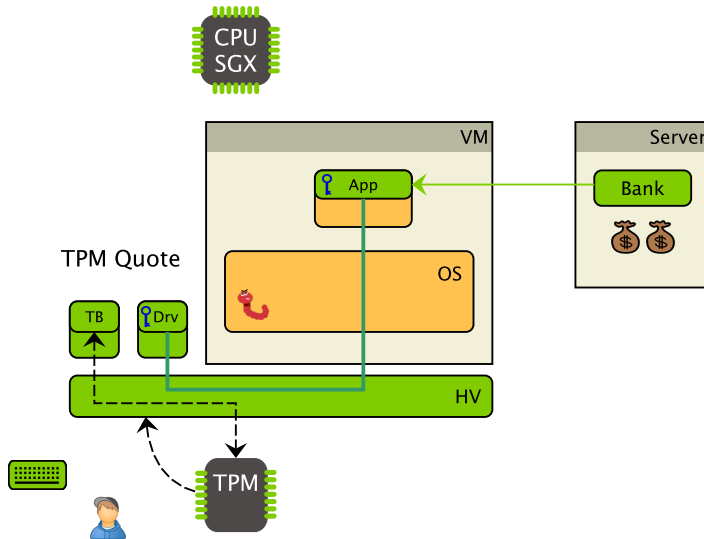 CPU
SGX
VM
Server
App
Bank
TPM Quote
OS
TB
Drv
HV
TPM